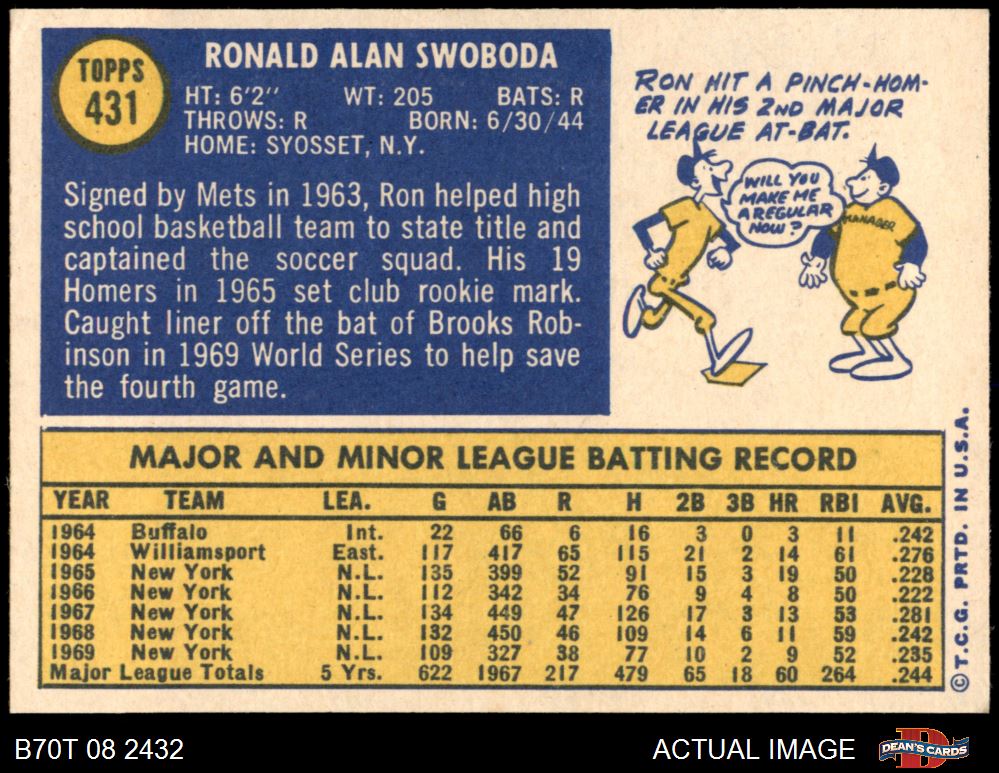 TOPPS
431
RONALD ALAN SWOBODA
HT: 6'2" WT: 205 BATS: R
THROWS: R BORN: 6/30/44
HOME: SYOSSET, N.Y.
Signed by Mets in 1963, Ron helped high
school basketball team to state title and
captained the soccer squad. His 19
Homers in 1965 set club rookie mark.
Caught liner off the bat of Brooks Rob-
inson in 1969 World Series to help save
the fourth game.
RON HIT A PINCH-HOM-
ER IN HIS 2ND MAJOR
LEAGUE AT-BAT.
WILL YOU
MAKE ME
A REGULAR
NOW?
MANAGER
MAJOR AND MINOR LEAGUE BATTING RECORD
YEAR TEAM LEA. G AB R H 2B 3B HR RBI AVG.
1964 Buffalo Int. 22 66 6 16 3 0 3 11 .242
1964 Williamsport East. 117 417 65 115 21 2 14 61 .276
1965 New York N.L. 135 399 52 91 15 3 19 50 .228
1966 New York N.L. 112 342 34 76 9 4 8 50 .222
1967 New York N.L. 134 449 47 126 17 3 13 53 .281
1968 New York N.L. 132 450 46 109 14 6 11 59 .242
1969 New York N.L. 109 327 38 77 10 2 9 52 .235
Major League Totals 5 Yrs. 622 1967 217 479 65 18 60 264 .244
©T.C.G. PRTD. IN U.S.A.
B70T 08 2432 ACTUAL IMAGE
D
DEAN'S CARDS